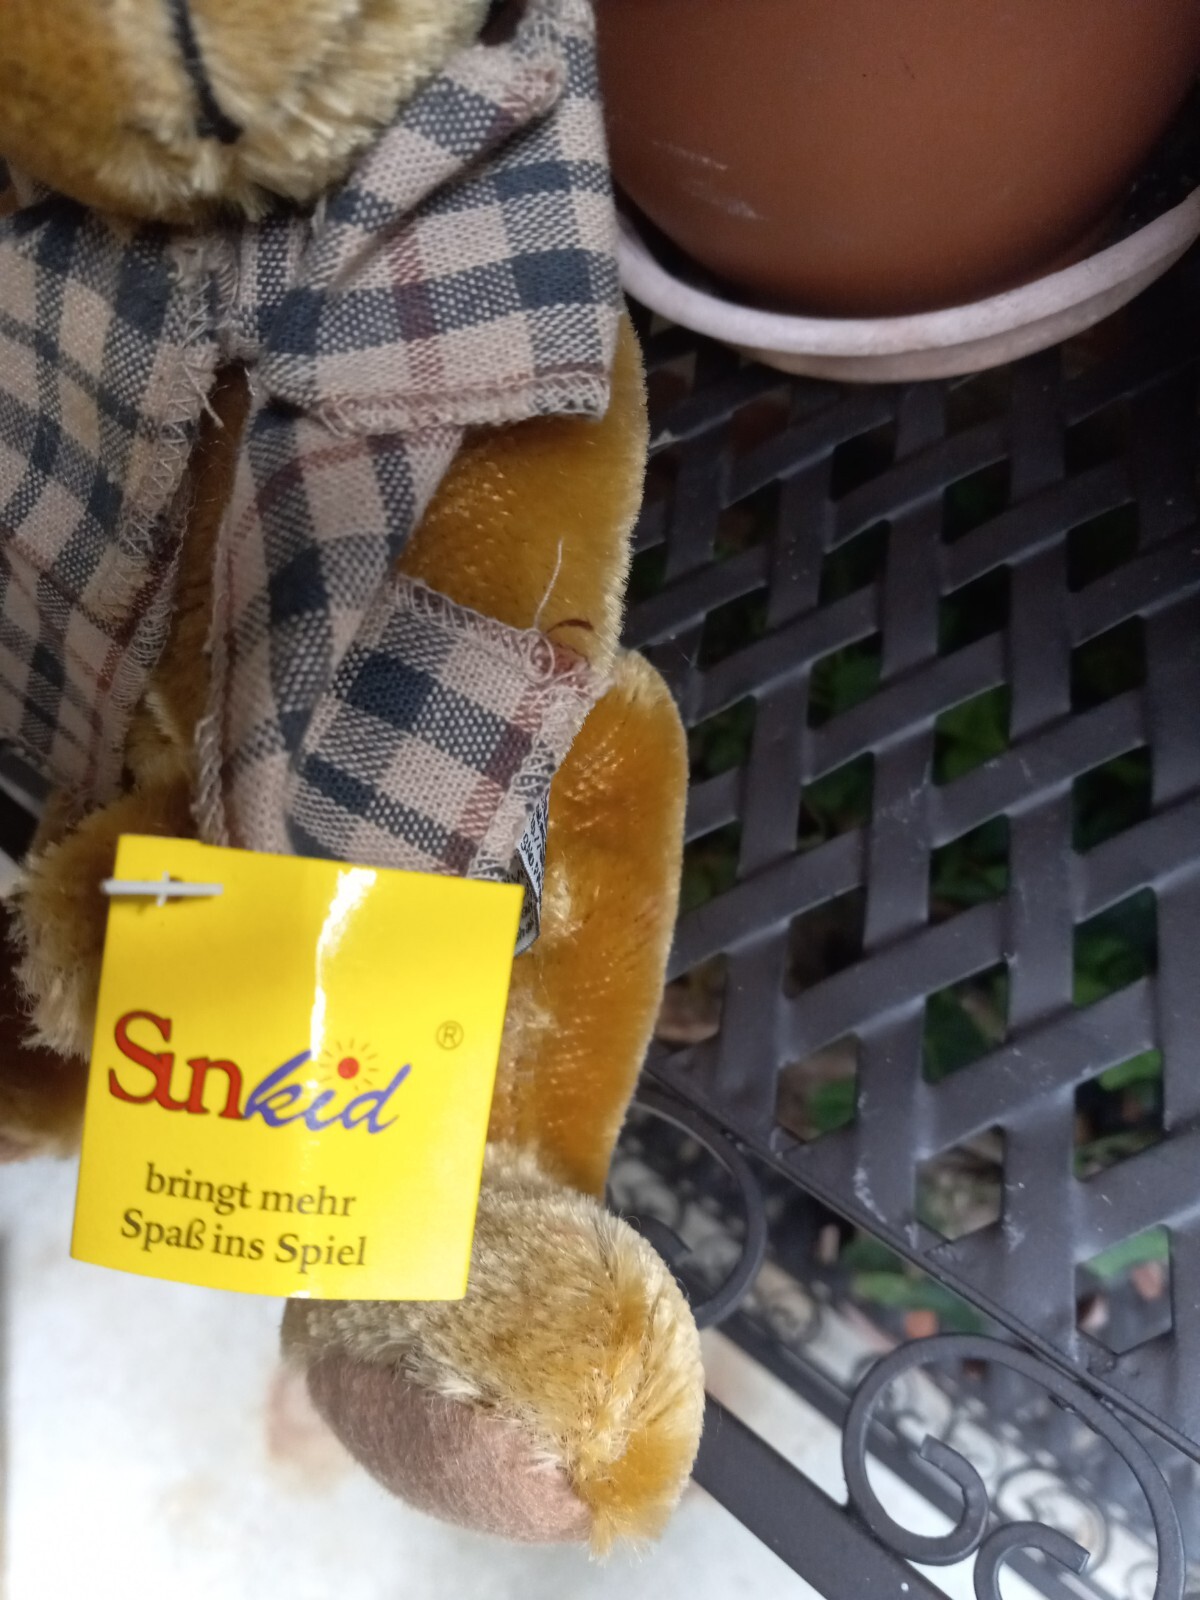 Sunkid ®
bringt mehr
Spaß ins Spiel